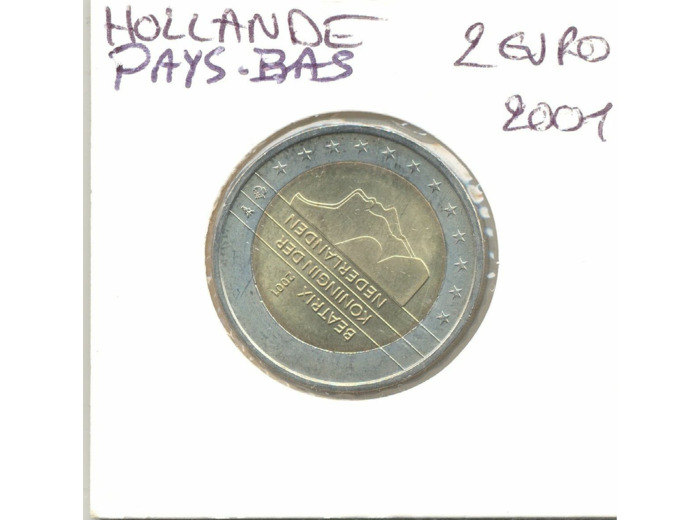 HOLLANDE
PAYS-BAS
2 EURO
2001
BEATRIX 2001
KONINGIN DER
NEDERLANDEN